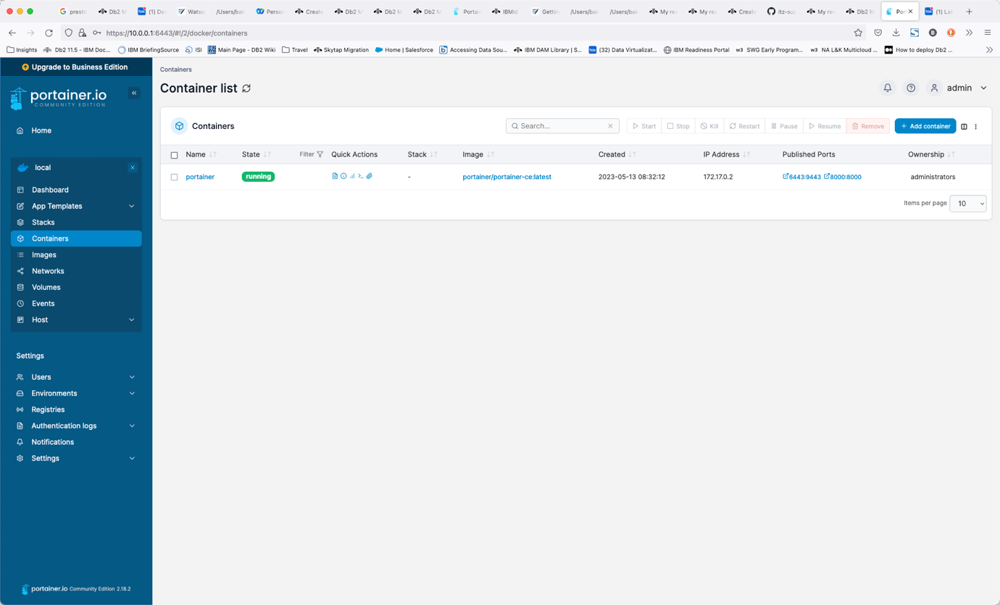 presto
Db2 M
(1) De
Watso
/Users/bak
Person
Create
Db2 M
Db2 M
Db2 M
Portai
IBMid
Gettin
/Users/bak
/Users/bak
My res
My res
Create
itz-sup
My res
Db2 M
Por
(1) Lab
https://10.0.0.1:6443/#!/2/docker/containers
Insights
Db2 11.5 - IBM Doc...
IBM BriefingSource
ISI
Main Page - DB2 Wiki
Travel
Skytap Migration
Home | Salesforce
Accessing Data Sou...
IBM DAM Library | S...
(32) Data Virtualizat...
IBM Readiness Portal
w3 SWG Early Program...
w3 NA L&K Multicloud ...
How to deploy Db2 ...
Upgrade to Business Edition
portainer.io
COMMUNITY EDITION
Home
local
Dashboard
App Templates
Stacks
Containers
Images
Networks
Volumes
Events
Host
Settings
Users
Environments
Registries
Authentication logs
Notifications
Settings
portainer.io Community Edition 2.18.2
Containers
Container list
admin
Containers
Search...
Start
Stop
Kill
Restart
Pause
Resume
Remove
+ Add container
Name State Filter Quick Actions Stack Image Created IP Address Published Ports Ownership
portainer running - portainer/portainer-ce:latest 2023-05-13 08:32:12 172.17.0.2 6443:9443 8000:8000 administrators
Items per page 10